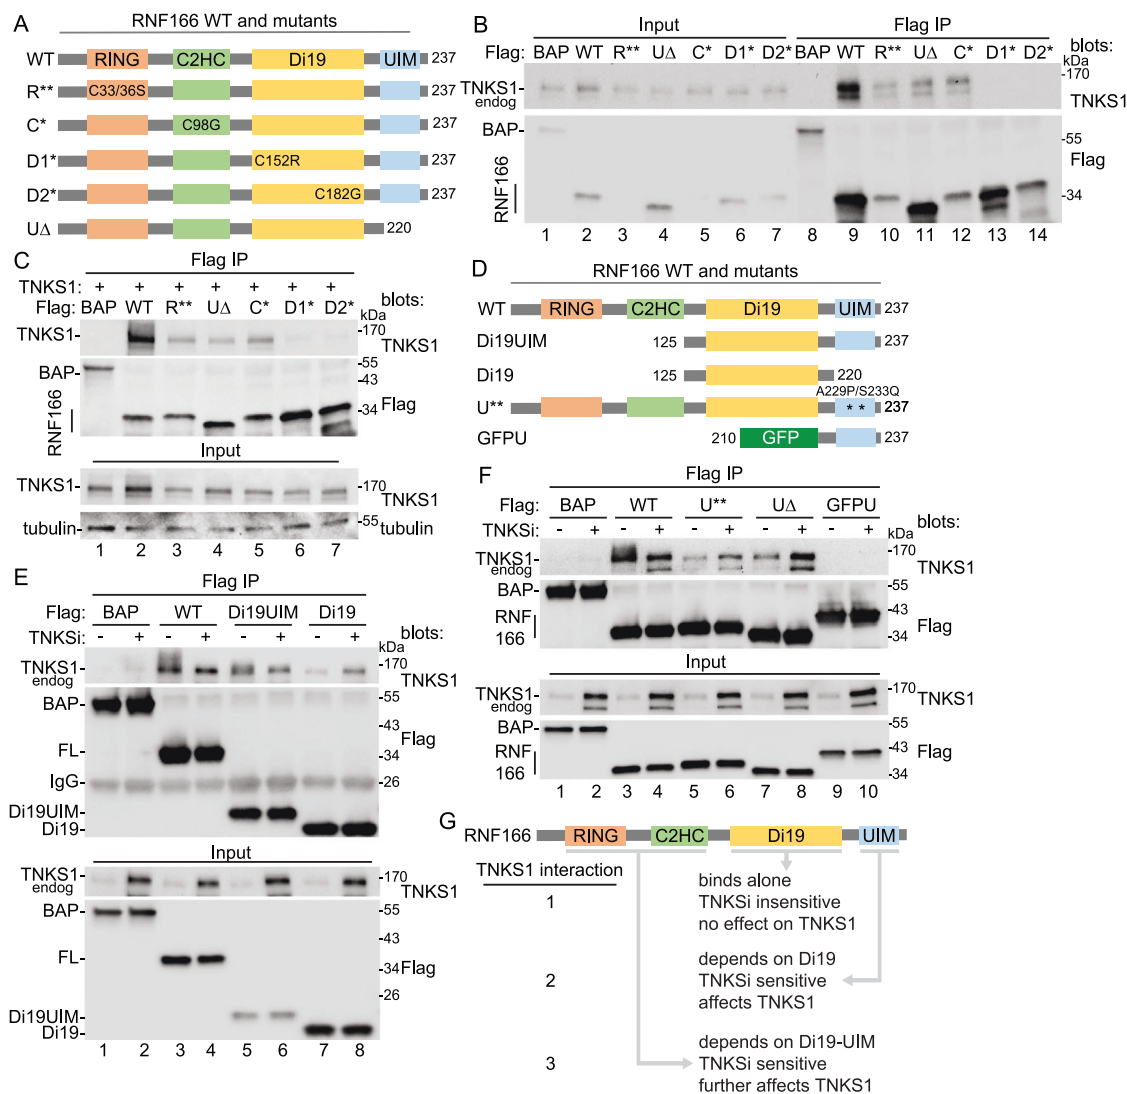 A
RNF166 WT and mutants
WT RING C2HC Di19 UIM 237
R** C33/36S 237
C* C98G 237
D1* C152R 237
D2* C182G 237
UΔ 220
B
Input Flag IP
Flag: BAP WT R** UΔ C* D1* D2* BAP WT R** UΔ C* D1* D2* blots:
kDa
170
TNKS1 TNKS1
endog
BAP
55
Flag
RNF166
34
1 2 3 4 5 6 7 8 9 10 11 12 13 14
C
Flag IP
TNKS1: + + + + + + +
Flag: BAP WT R** UΔ C* D1* D2* blots:
kDa
170
TNKS1 TNKS1
BAP 55
43
RNF166 34 Flag
Input
TNKS1 170 TNKS1
tubulin 55 tubulin
1 2 3 4 5 6 7
D
RNF166 WT and mutants
WT RING C2HC Di19 UIM 237
Di19UIM 125 237
Di19 125 220
A229P/S233Q
U** * * 237
GFPU 210 GFP 237
E
Flag IP
Flag: BAP WT Di19UIM Di19
TNKSi: - + - + - + - + blots:
kDa
TNKS1 170 TNKS1
endog
BAP 55
43
Flag
FL 34
IgG 26
Di19UIM
Di19
Input
TNKS1 170 TNKS1
endog
BAP 55
43
FL 34 Flag
26
Di19UIM
Di19
1 2 3 4 5 6 7 8
F
Flag IP
Flag: BAP WT U** UΔ GFPU
TNKSi: - + - + - + - + - + blots:
kDa
TNKS1 170 TNKS1
endog
BAP 55
RNF 43
166 34 Flag
Input
TNKS1 170 TNKS1
endog
BAP 55
RNF 43 Flag
166 34
1 2 3 4 5 6 7 8 9 10
G
RNF166 RING C2HC Di19 UIM
TNKS1 interaction
binds alone
1 TNKSi insensitive
no effect on TNKS1
depends on Di19
2 TNKSi sensitive
affects TNKS1
depends on Di19-UIM
3 TNKSi sensitive
further affects TNKS1